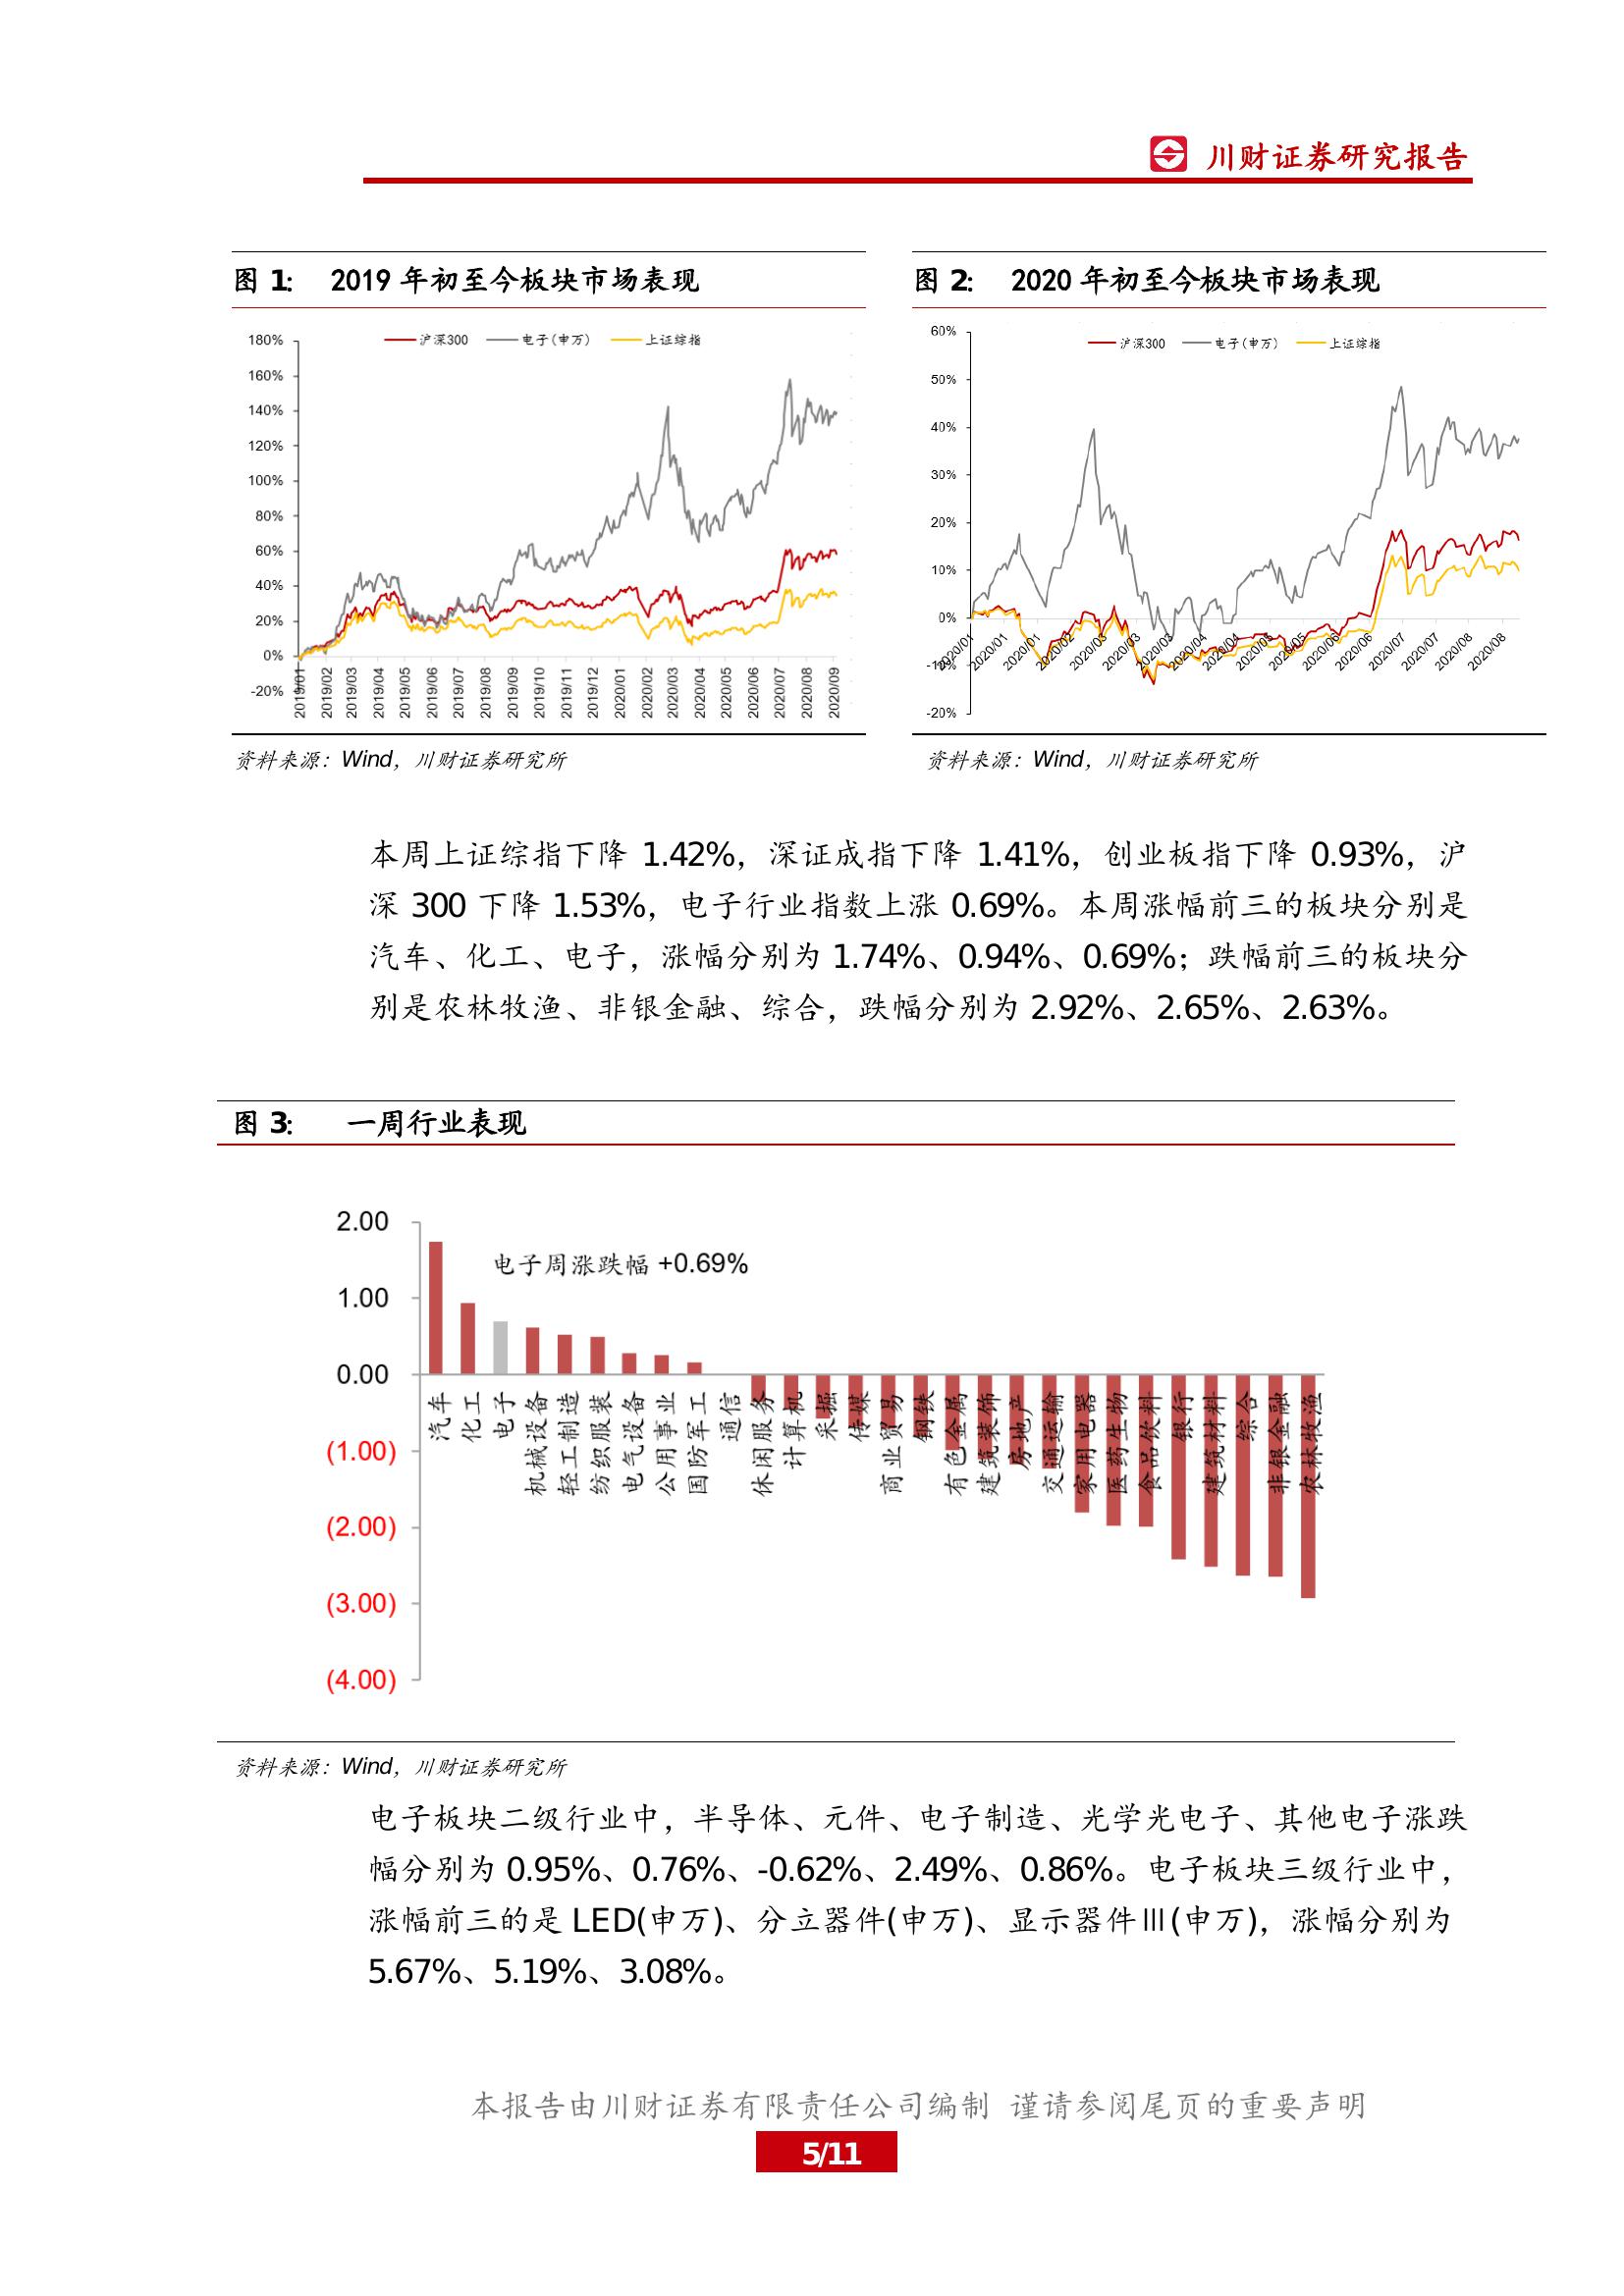 川财证券研究报告
图 1: 2019 年初至今板块市场表现
沪深300 电子(申万) 上证综指
180%
160%
140%
120%
100%
80%
60%
40%
20%
0%
-20%
2019/01 2019/02 2019/03 2019/04 2019/05 2019/06 2019/07 2019/08 2019/09 2019/10 2019/11 2019/12 2020/01 2020/02 2020/03 2020/04 2020/05 2020/06 2020/07 2020/08 2020/09
资料来源：Wind，川财证券研究所
图 2: 2020 年初至今板块市场表现
沪深300 电子(申万) 上证综指
60%
50%
40%
30%
20%
10%
0%
-10%
-20%
2020/01 2020/01 2020/01 2020/02 2020/03 2020/03 2020/03 2020/04 2020/04 2020/05 2020/05 2020/06 2020/06 2020/07 2020/07 2020/08 2020/08
资料来源：Wind，川财证券研究所
本周上证综指下降 1.42%，深证成指下降 1.41%，创业板指下降 0.93%，沪
深 300 下降 1.53%，电子行业指数上涨 0.69%。本周涨幅前三的板块分别是
汽车、化工、电子，涨幅分别为 1.74%、0.94%、0.69%；跌幅前三的板块分
别是农林牧渔、非银金融、综合，跌幅分别为 2.92%、2.65%、2.63%。
图 3: 一周行业表现
电子周涨跌幅 +0.69%
2.00
1.00
0.00
(1.00)
(2.00)
(3.00)
(4.00)
汽车 化工 电子 机械设备 轻工制造 纺织服装 电气设备 公用事业 国防军工 通信 休闲服务 计算机 采掘 传媒 商业贸易 钢铁 有色金属 建筑装饰 房地产 交通运输 家用电器 医药生物 食品饮料 银行 建筑材料 综合 非银金融 农林牧渔
资料来源：Wind，川财证券研究所
电子板块二级行业中，半导体、元件、电子制造、光学光电子、其他电子涨跌
幅分别为 0.95%、0.76%、-0.62%、2.49%、0.86%。电子板块三级行业中，
涨幅前三的是 LED(申万)、分立器件(申万)、显示器件Ⅲ(申万)，涨幅分别为
5.67%、5.19%、3.08%。
本报告由川财证券有限责任公司编制 谨请参阅尾页的重要声明
5/11